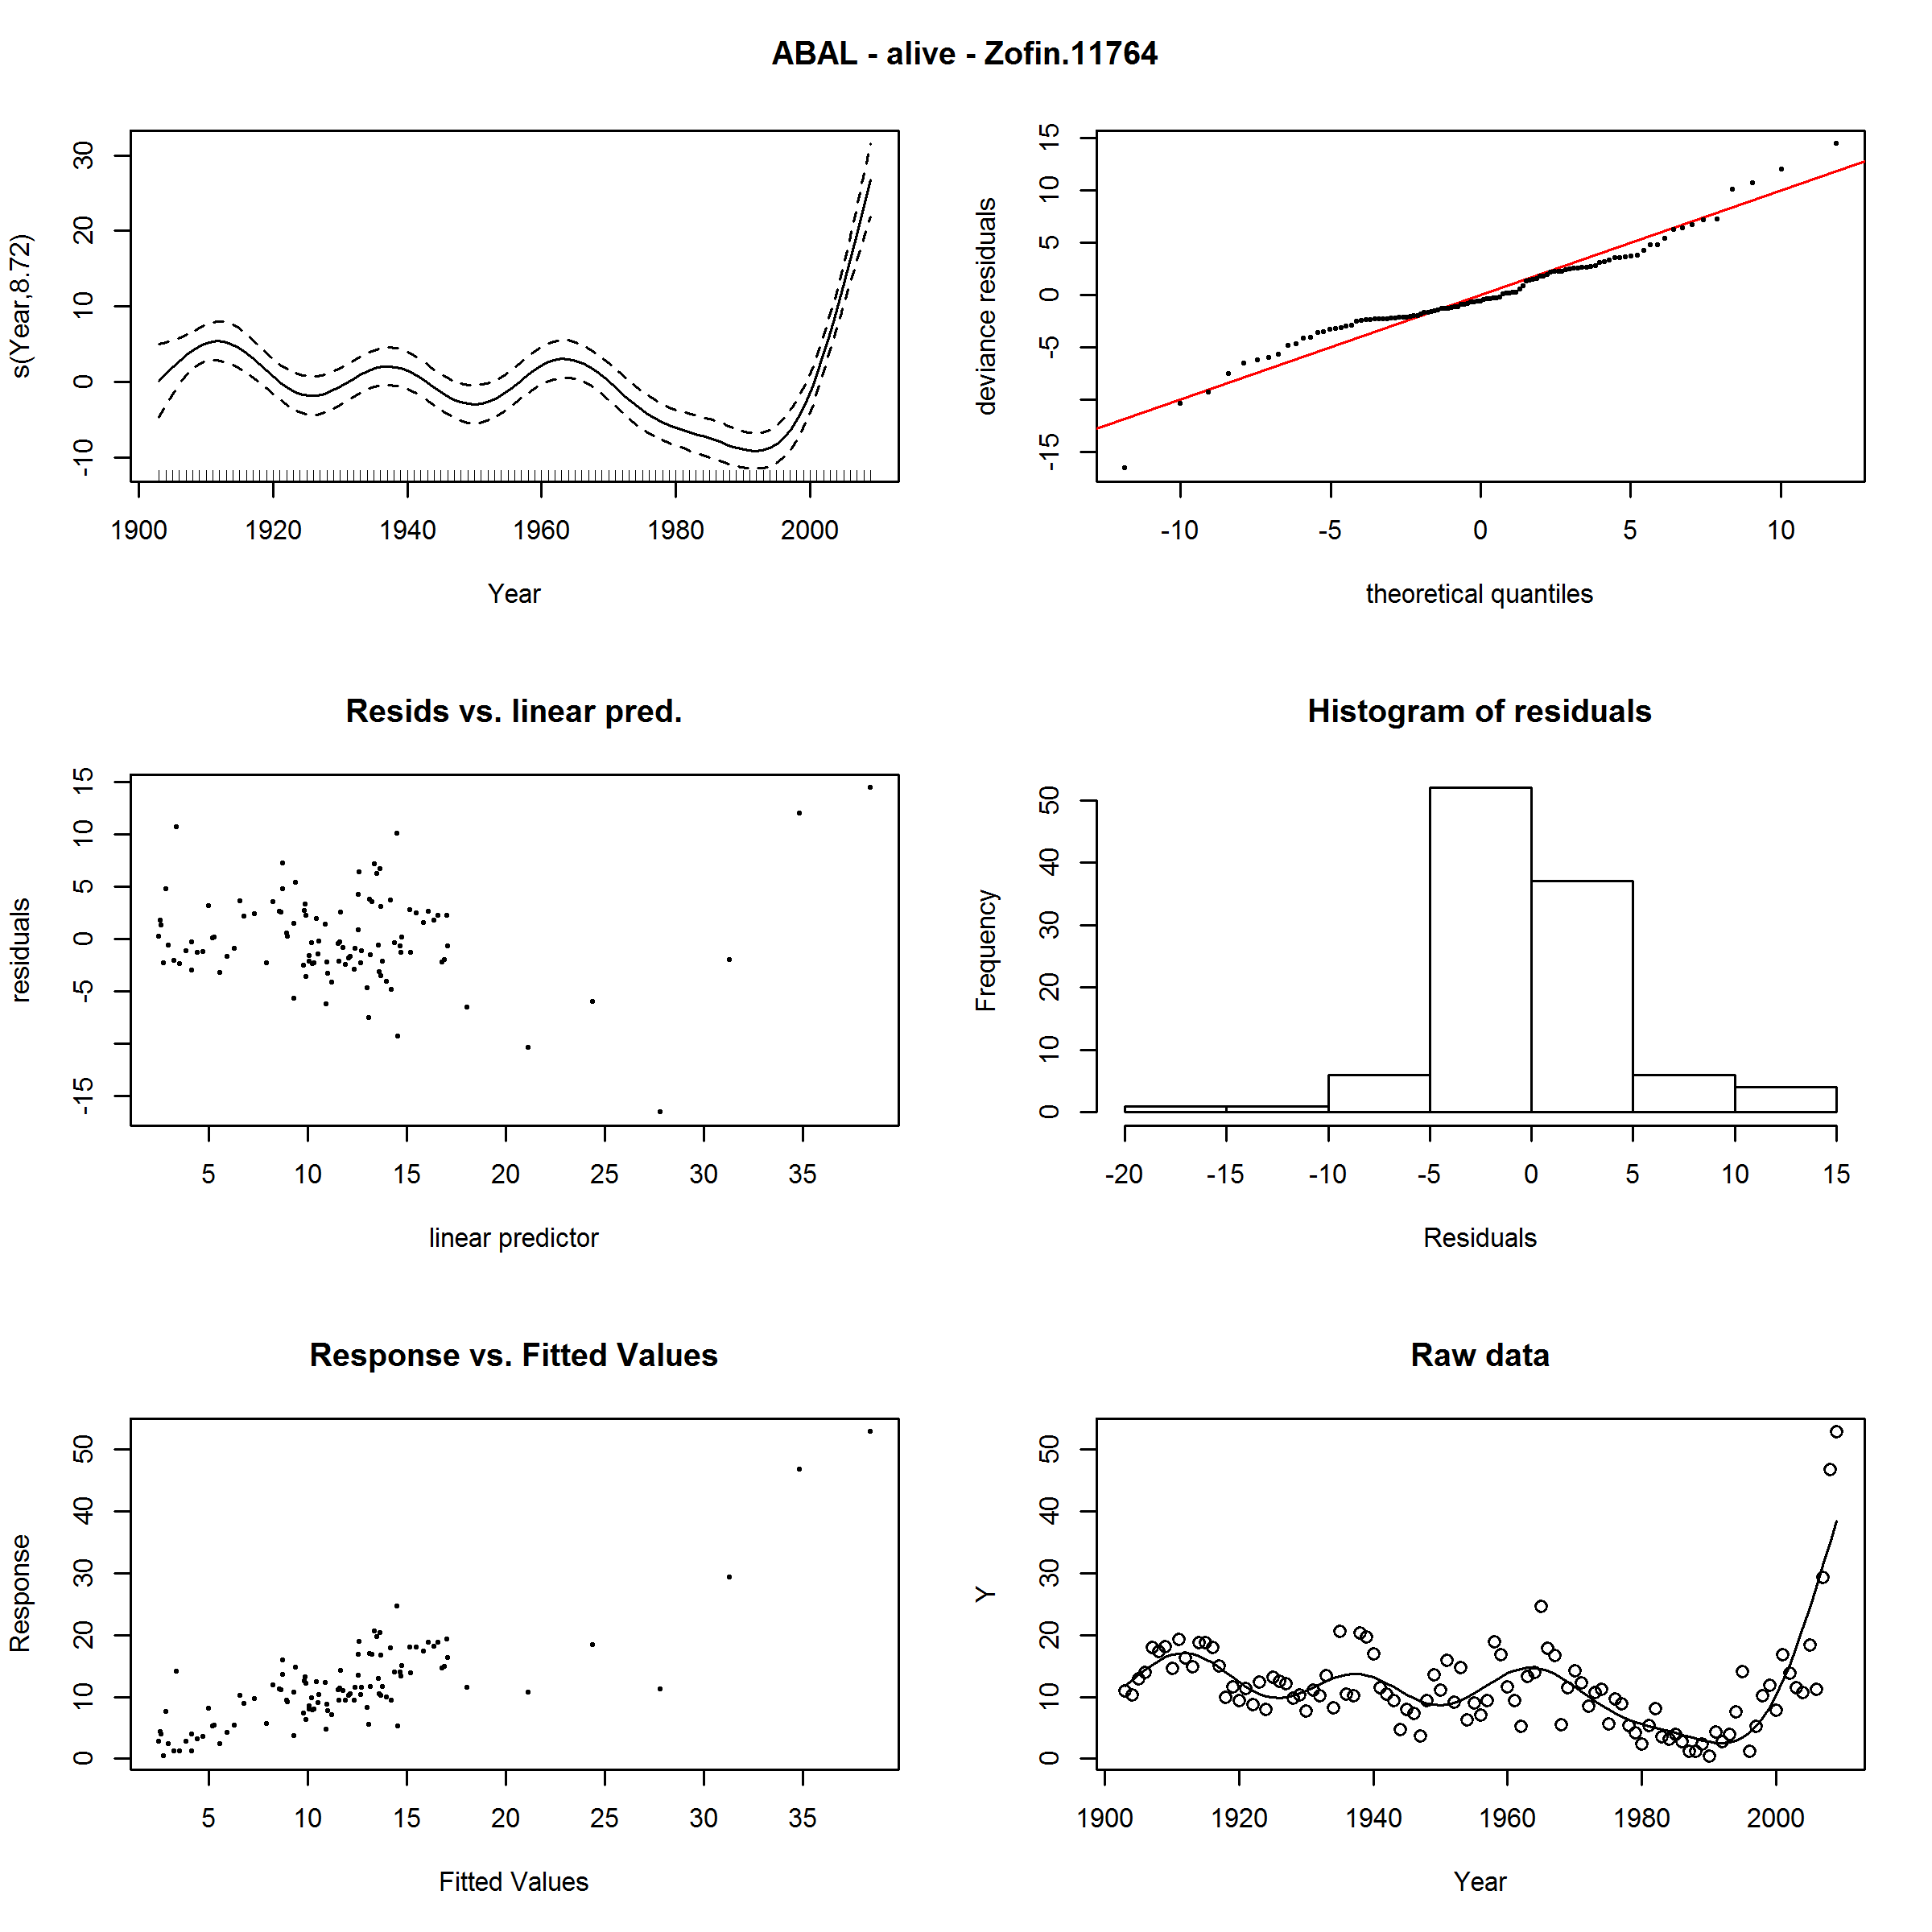 ABAL - alive - Zofin.11764
s(Year,8.72)
30
20
10
0
-10
1900 1920 1940 1960 1980 2000
Year
deviance residuals
15
10
5
0
-5
-15
-10 -5 0 5 10
theoretical quantiles
Resids vs. linear pred.
residuals
15
10
5
0
-5
-15
5 10 15 20 25 30 35
linear predictor
Histogram of residuals
Frequency
50
40
30
20
10
0
-20 -15 -10 -5 0 5 10 15
Residuals
Response vs. Fitted Values
Response
50
40
30
20
10
0
5 10 15 20 25 30 35
Fitted Values
Raw data
Y
50
40
30
20
10
0
1900 1920 1940 1960 1980 2000
Year